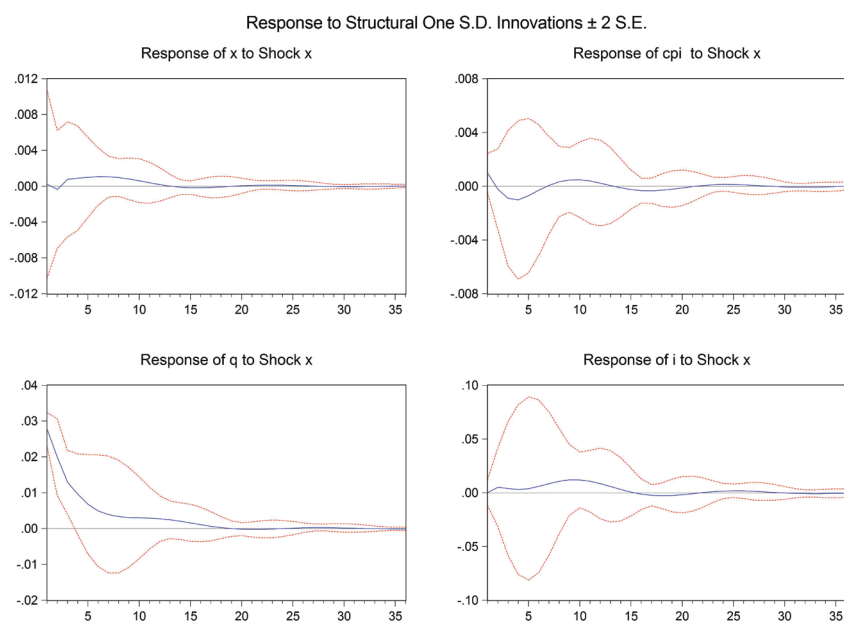 Response to Structural One S.D. Innovations ± 2 S.E.
Response of x to Shock x
.012
.008
.004
.000
-.004
-.008
-.012
5 10 15 20 25 30 35
Response of cpi to Shock x
.008
.004
.000
-.004
-.008
5 10 15 20 25 30 35
Response of q to Shock x
.04
.03
.02
.01
.00
-.01
-.02
5 10 15 20 25 30 35
Response of i to Shock x
.10
.05
.00
-.05
-.10
5 10 15 20 25 30 35